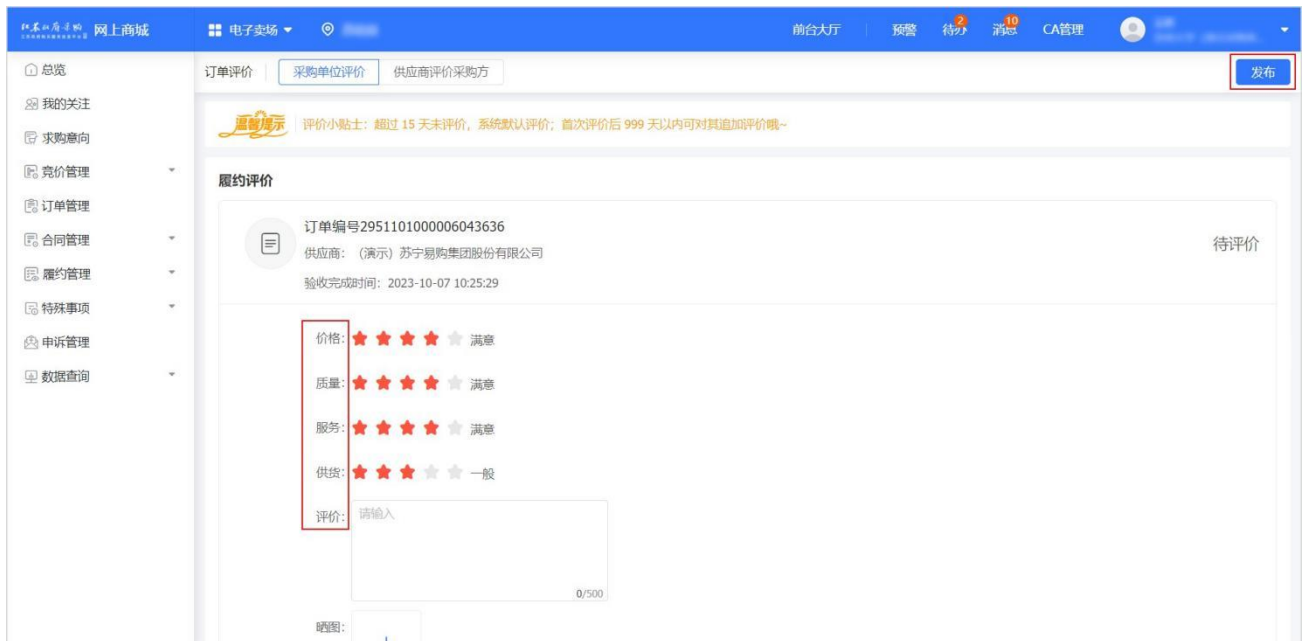 江苏政府采购 网上商城
电子卖场
前台大厅 预警 待办 2 消息 10 CA管理
总览
我的关注
求购意向
竞价管理
订单管理
合同管理
履约管理
特殊事项
申诉管理
数据查询
订单评价 采购单位评价 供应商评价采购方 发布
温馨提示 评价小贴士：超过 15 天未评价，系统默认评价；首次评价后 999 天以内可对其追加评价哦~
履约评价
订单编号2951101000006043636
供应商：（演示）苏宁易购集团股份有限公司
验收完成时间：2023-10-07 10:25:29
待评价
价格: 满意
质量: 满意
服务: 满意
供货: 一般
评价: 请输入
0/500
晒图: